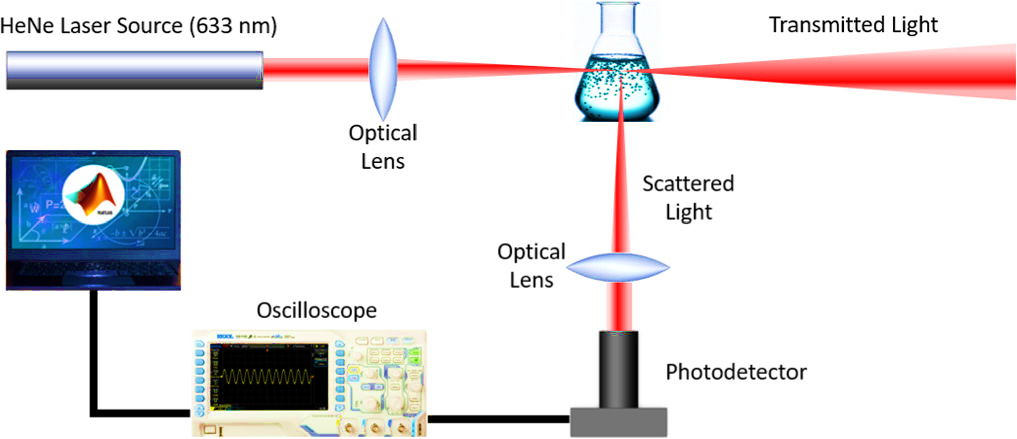 HeNe Laser Source (633 nm)
Transmitted Light
Optical
Lens
Scattered
Light
Optical
Lens
Oscilloscope
Photodetector